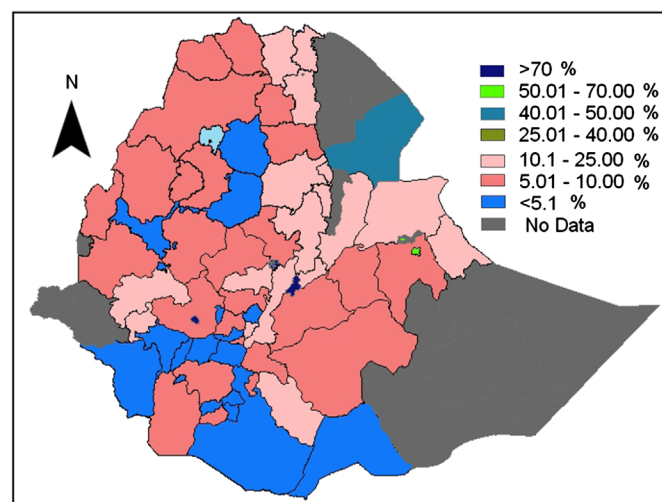 N
>70 %
50.01 - 70.00 %
40.01 - 50.00 %
25.01 - 40.00 %
10.1 - 25.00 %
5.01 - 10.00 %
<5.1 %
No Data